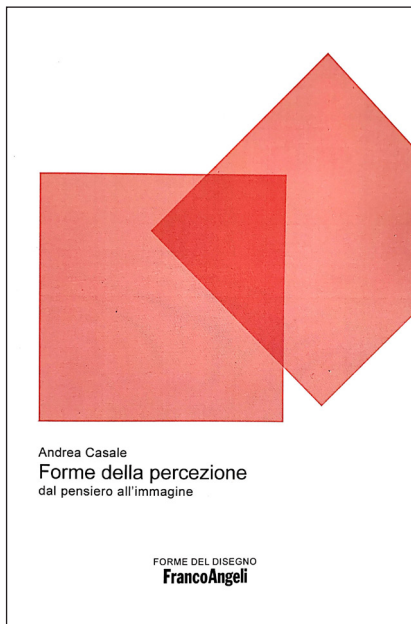 Andrea Casale
Forme della percezione
dal pensiero all'immagine
FORME DEL DISEGNO
FrancoAngeli